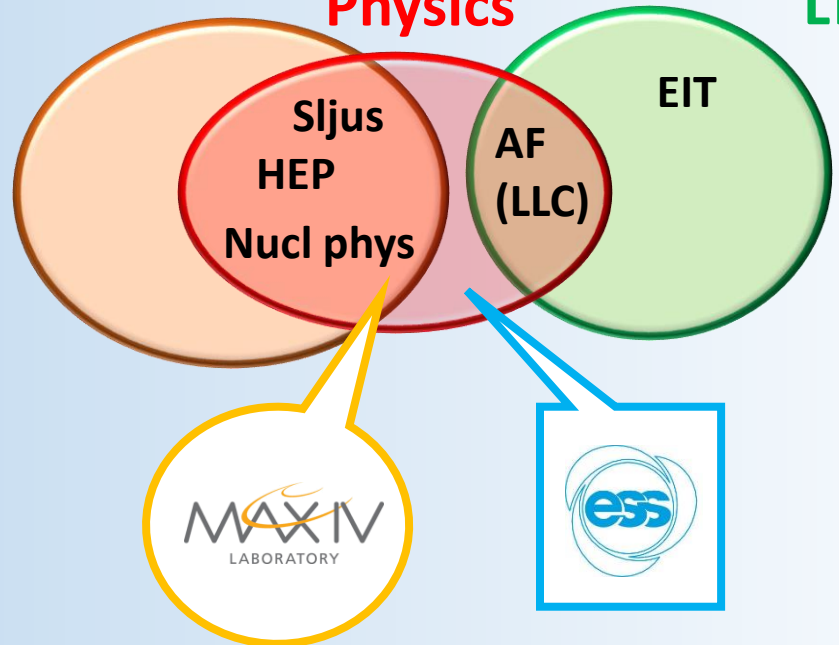 Physics
Sljus
HEP
Nucl phys
AF
(LLC)
EIT
MAX IV
LABORATORY
ess